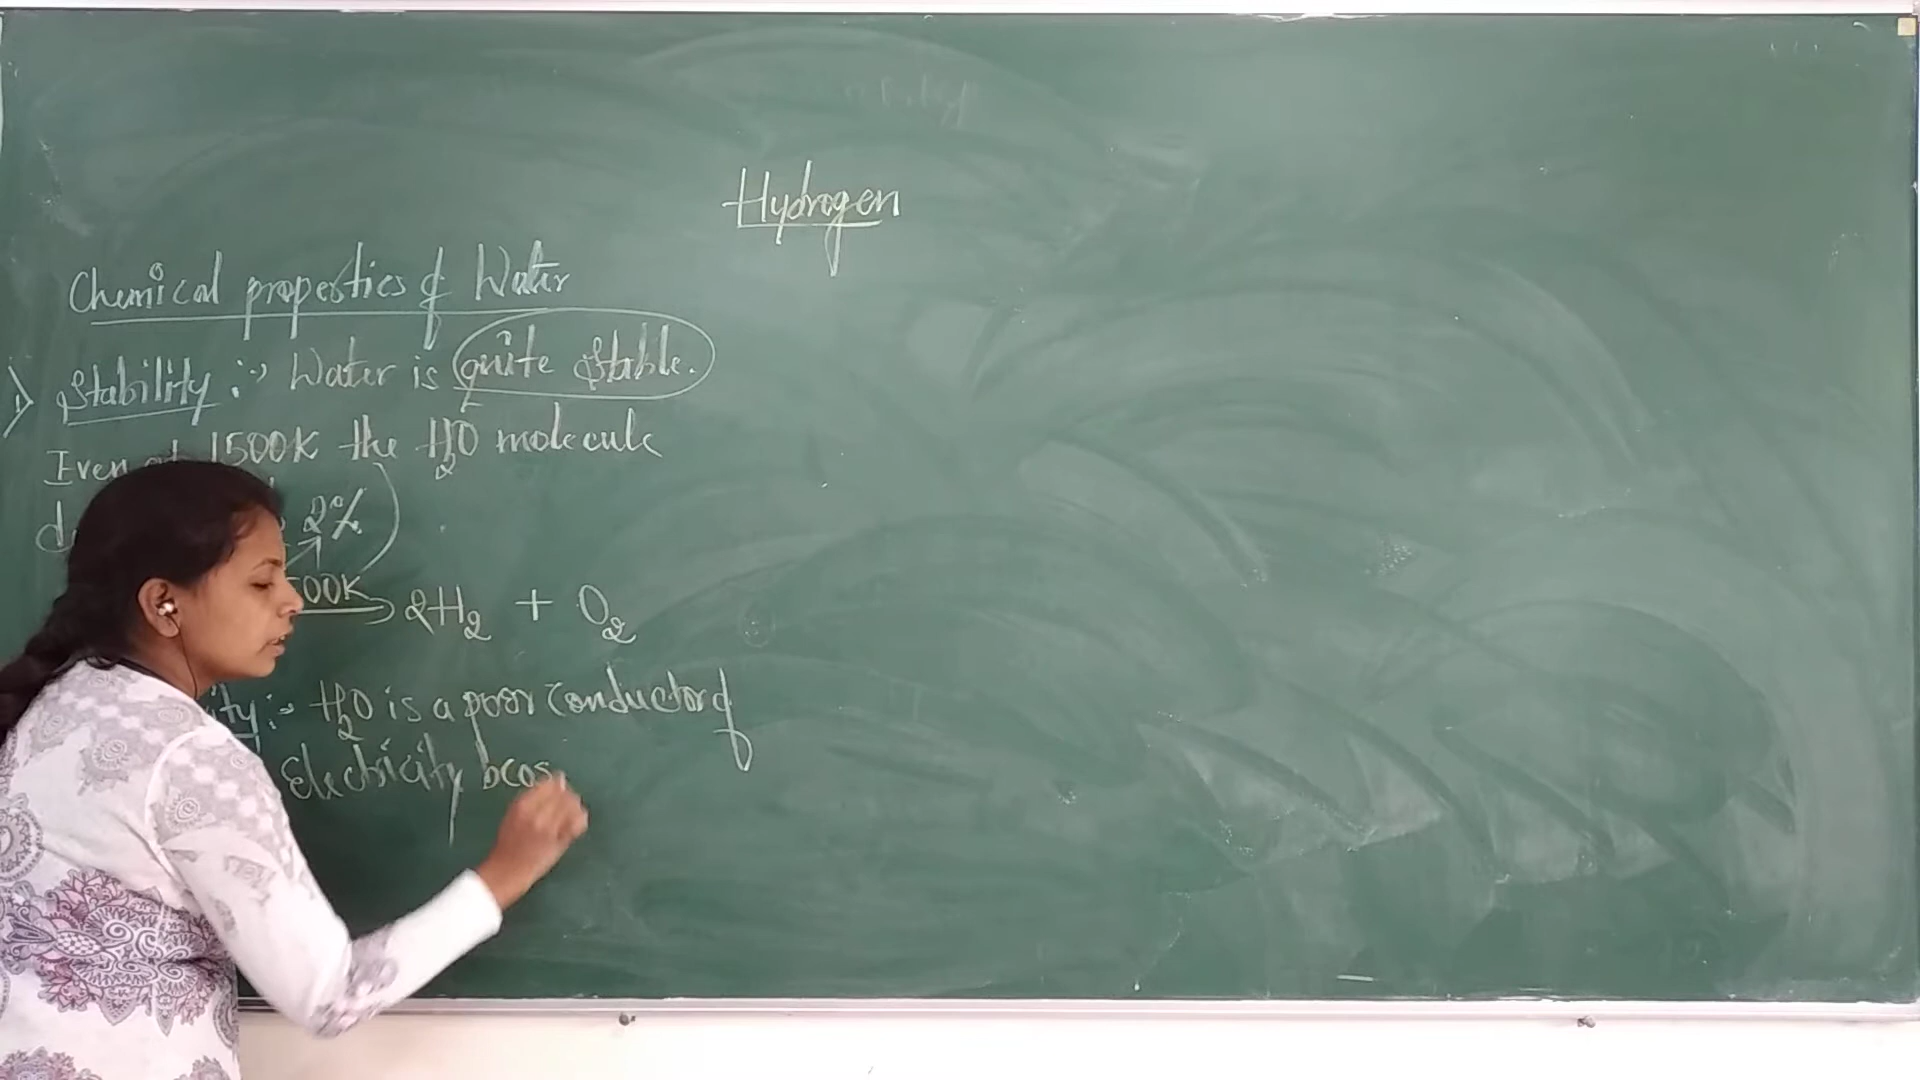 Hydrogen
Chemical properties of Water
1) Stability :-> Water is quite stable.
Even at 1500K the H2O molecule
d 2%
500K 2H2 + O2
ity :- H2O is a poor Conductor of
Electricity bcos